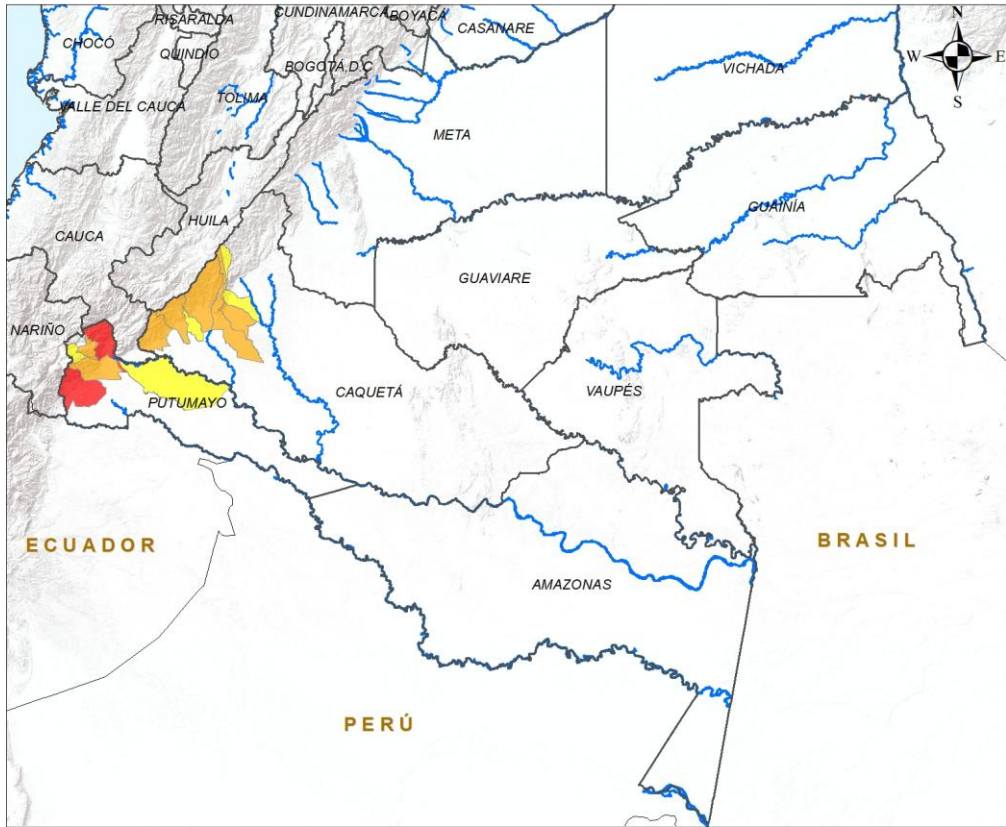 CUNDINAMARCA
BOYACÁ
RISARALDA
CASANARE
N
CHOCÓ
QUINDÍO
BOGOTÁ D.C
W
E
VICHADA
TOLIMA
VALLE DEL CAUCA
S
META
GUAINÍA
HUILA
CAUCA
GUAVIARE
NARIÑO
CAQUETÁ
VAUPÉS
PUTUMAYO
ECUADOR
BRASIL
AMAZONAS
PERÚ